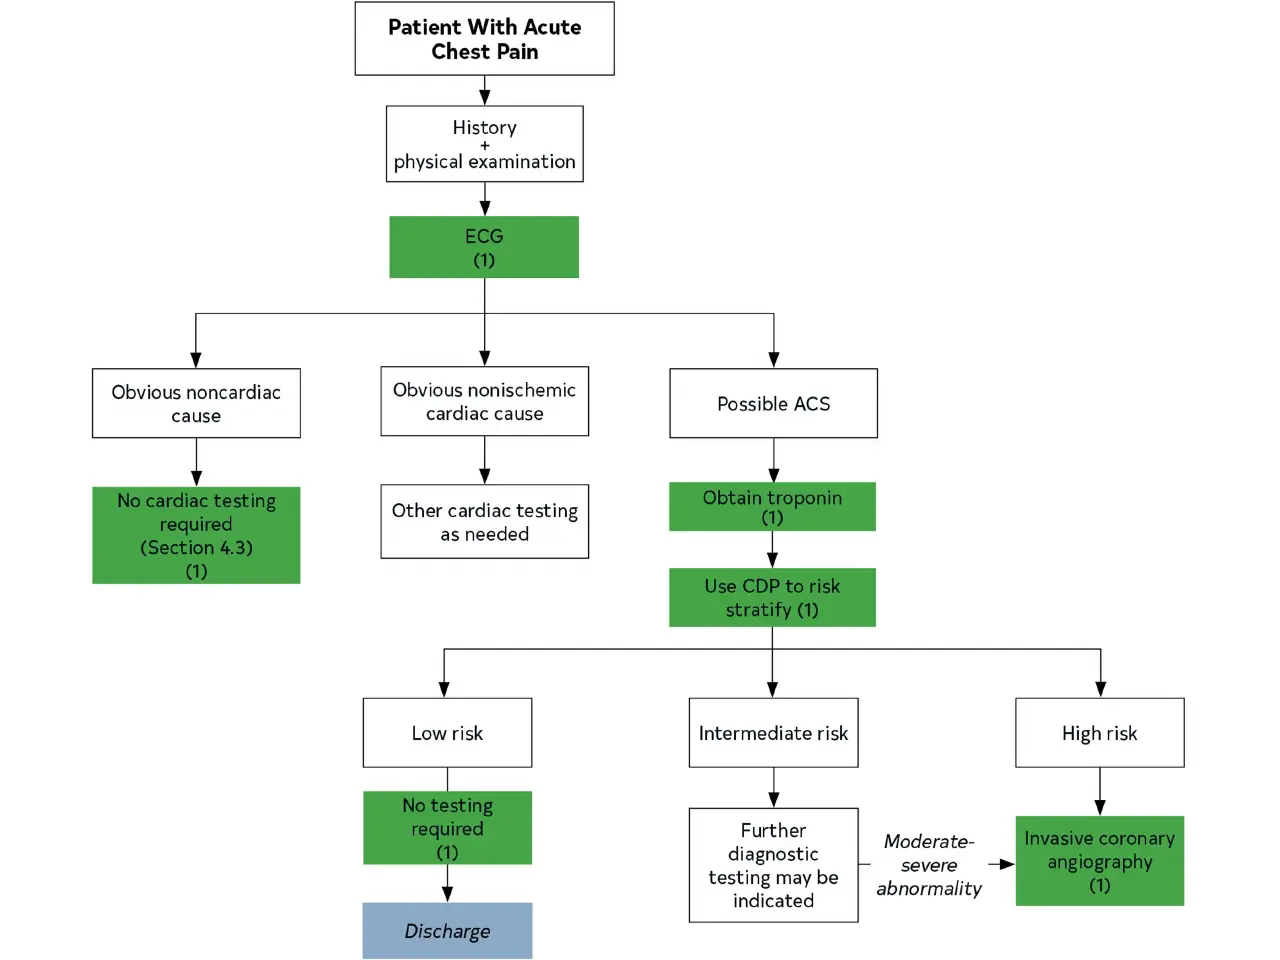 Patient With Acute
Chest Pain
History
+
physical examination
ECG
(1)
Obvious noncardiac
cause
Obvious nonischemic
cardiac cause
Possible ACS
No cardiac testing
required
(Section 4.3)
(1)
Other cardiac testing
as needed
Obtain troponin
(1)
Use CDP to risk
stratify (1)
Low risk
Intermediate risk
High risk
No testing
required
(1)
Further
diagnostic
testing may be
indicated
Moderate-
severe
abnormality
Invasive coronary
angiography
(1)
Discharge